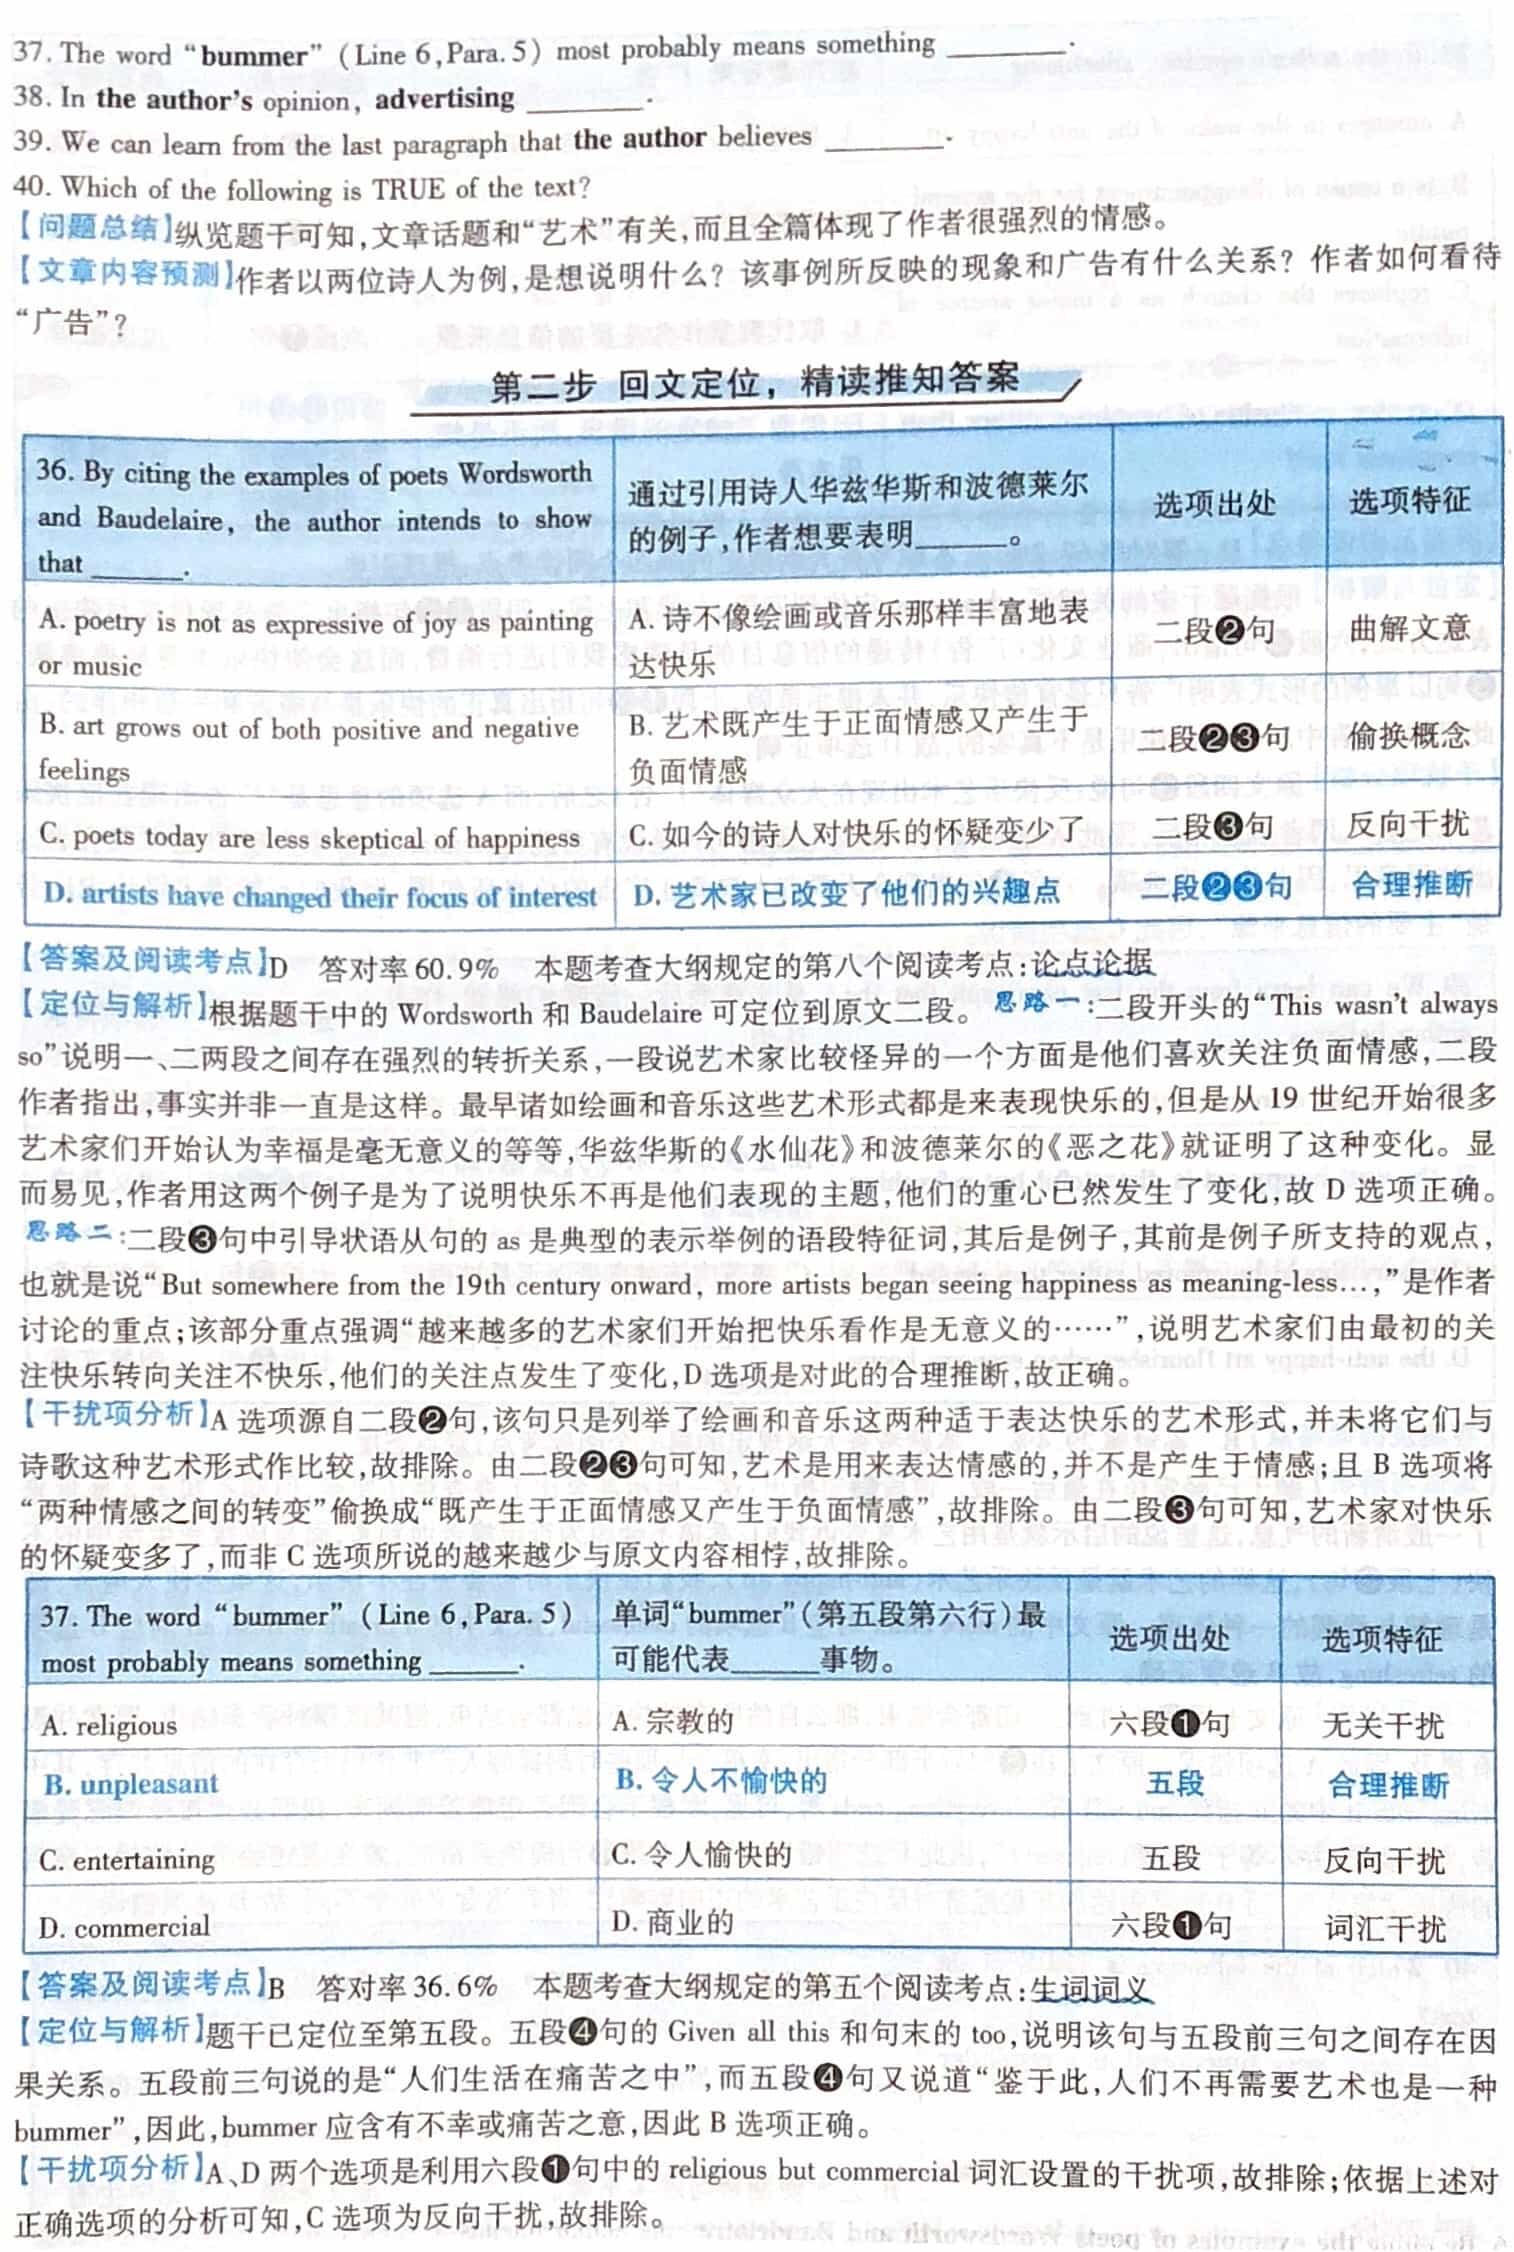 37. The word “bummer” (Line 6, Para. 5) most probably means something ________.
38. In the author’s opinion, advertising ________.
39. We can learn from the last paragraph that the author believes ________.
40. Which of the following is TRUE of the text?
【问题总结】纵览题干可知,文章话题和“艺术”有关,而且全篇体现了作者很强烈的情感。
【文章内容预测】作者以两位诗人为例,是想说明什么？该事例所反映的现象和广告有什么关系？作者如何看待
“广告”？
第二步 回文定位，精读推知答案
36. By citing the examples of poets Wordsworth
and Baudelaire, the author intends to show
that ______.
通过引用诗人华兹华斯和波德莱尔
的例子,作者想要表明______。
选项出处
选项特征
A. poetry is not as expressive of joy as painting
or music
A. 诗不像绘画或音乐那样丰富地表
达快乐
二段❷句
曲解文意
B. art grows out of both positive and negative
feelings
B. 艺术既产生于正面情感又产生于
负面情感
二段❷❸句
偷换概念
C. poets today are less skeptical of happiness
C. 如今的诗人对快乐的怀疑变少了
二段❸句
反向干扰
D. artists have changed their focus of interest
D. 艺术家已改变了他们的兴趣点
二段❷❸句
合理推断
【答案及阅读考点】D 答对率 60.9% 本题考查大纲规定的第八个阅读考点:论点论据
【定位与解析】根据题干中的 Wordsworth 和 Baudelaire 可定位到原文二段。 思路一:二段开头的“This wasn't always
so”说明一、二两段之间存在强烈的转折关系,一段说艺术家比较怪异的一个方面是他们喜欢关注负面情感,二段
作者指出,事实并非一直是这样。最早诸如绘画和音乐这些艺术形式都是来表现快乐的,但是从 19 世纪开始很多
艺术家们开始认为幸福是毫无意义的等等,华兹华斯的《水仙花》和波德莱尔的《恶之花》就证明了这种变化。显
而易见,作者用这两个例子是为了说明快乐不再是他们表现的主题,他们的重心已然发生了变化,故 D 选项正确。
思路二:二段❸句中引导状语从句的 as 是典型的表示举例的语段特征词,其后是例子,其前是例子所支持的观点,
也就是说“But somewhere from the 19th century onward, more artists began seeing happiness as meaning-less…,”是作者
讨论的重点;该部分重点强调“越来越多的艺术家们开始把快乐看作是无意义的……”,说明艺术家们由最初的关
注快乐转向关注不快乐,他们的关注点发生了变化,D 选项是对此的合理推断,故正确。
【干扰项分析】A 选项源自二段❷句,该句只是列举了绘画和音乐这两种适于表达快乐的艺术形式,并未将它们与
诗歌这种艺术形式作比较,故排除。由二段❷❸句可知,艺术是用来表达情感的,并不是产生于情感;且 B 选项将
“两种情感之间的转变”偷换成“既产生于正面情感又产生于负面情感”,故排除。由二段❸句可知,艺术家对快乐
的怀疑变多了,而非 C 选项所说的越来越少与原文内容相悖,故排除。
37. The word “bummer” (Line 6, Para. 5)
most probably means something ______.
单词“bummer”(第五段第六行)最
可能代表______事物。
选项出处
选项特征
A. religious
A. 宗教的
六段❶句
无关干扰
B. unpleasant
B. 令人不愉快的
五段
合理推断
C. entertaining
C. 令人愉快的
五段
反向干扰
D. commercial
D. 商业的
六段❶句
词汇干扰
【答案及阅读考点】B 答对率 36.6% 本题考查大纲规定的第五个阅读考点:生词词义
【定位与解析】题干已定位至第五段。五段❹句的 Given all this 和句末的 too,说明该句与五段前三句之间存在因
果关系。五段前三句说的是“人们生活在痛苦之中”,而五段❹句又说道“鉴于此,人们不再需要艺术也是一种
bummer”,因此,bummer 应含有不幸或痛苦之意,因此 B 选项正确。
【干扰项分析】A、D 两个选项是利用六段❶句中的 religious but commercial 词汇设置的干扰项,故排除;依据上述对
正确选项的分析可知,C 选项为反向干扰,故排除。